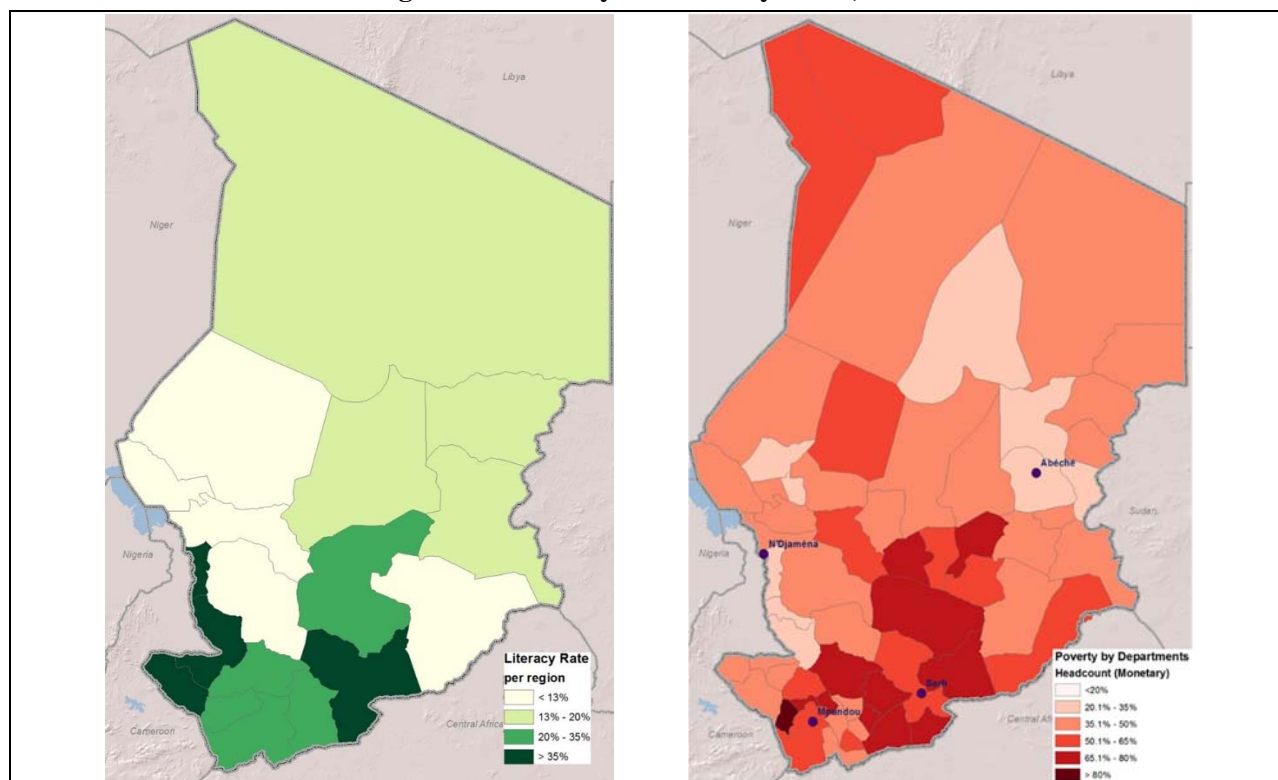 Libya
Niger
Nigeria
Cameroon
Central Africa
Literacy Rate
per region
< 13%
13% - 20%
20% - 35%
> 35%
Libya
Niger
Abéché
Sudan
N'Djaména
Nigeria
Sarh
Moundou
Cameroon
Central Af
Poverty by Departments
Headcount (Monetary)
<20%
20.1% - 35%
35.1% - 50%
50.1% - 65%
65.1% - 80%
> 80%